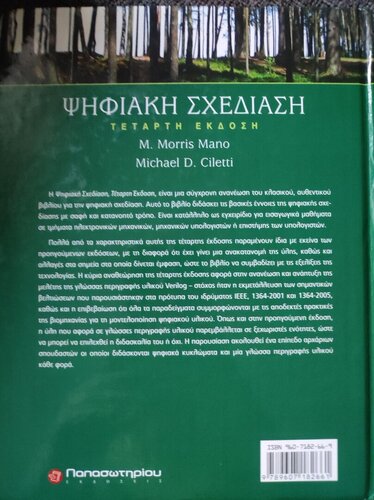 ΨΗΦΙΑΚΗ ΣΧΕΔΙΑΣΗ
ΤΕΤΑΡΤΗ ΕΚΔΟΣΗ
M. Morris Mano
Michael D. Ciletti
Η Ψηφιακή Σχεδίαση, Τέταρτη Έκδοση, είναι μια σύγχρονη ανανέωση του κλασικού, αυθεντικού
βιβλίου για την ψηφιακή σχεδίαση. Αυτό το βιβλίο διδάσκει τις βασικές έννοιες της ψηφιακής σχε-
δίασης με σαφή και κατανοητό τρόπο. Είναι κατάλληλο ως εγχειρίδιο για εισαγωγικά μαθήματα
σε τμήματα ηλεκτρονικών μηχανικών, μηχανικών υπολογιστών ή επιστήμης των υπολογιστών.
Πολλά από τα χαρακτηριστικά αυτής της τέταρτης έκδοσης παραμένουν ίδια με εκείνα των
προηγούμενων εκδόσεων, με τη διαφορά ότι έχει γίνει μια ανακατανομή της ύλης, καθώς και
αλλαγές στα σημεία στα οποία δίνεται έμφαση, ώστε το βιβλίο να συμβαδίζει με τις εξελίξεις της
τεχνολογίας. Η κύρια αναθεώρηση της τέταρτης έκδοσης αφορά στην ανανέωση και ανάπτυξη της
μελέτης της γλώσσας περιγραφής υλικού Verilog – στόχος ήταν η εκμετάλλευση των σημαντικών
βελτιώσεων που παρουσιάστηκαν στα πρότυπα του ιδρύματος IEEE, 1364-2001 και 1364-2005,
καθώς και η επιβεβαίωση ότι όλα τα παραδείγματα συμμορφώνονται με τις αποδεκτές πρακτικές
της βιομηχανίας για τη μοντελοποίηση ψηφιακού υλικού. Όπως και στην προηγούμενη έκδοση,
η ύλη που αφορά σε γλώσσες περιγραφής υλικού παρεμβάλλεται σε ξεχωριστές ενότητες, ώστε
να μπορεί να επιλεχθεί η διδασκαλία του ή όχι. Η παρουσίαση ακολουθεί ένα επίπεδο αρχάριων
σπουδαστών οι οποίοι διδάσκονται ψηφιακά κυκλώματα και μία γλώσσα περιγραφής υλικού
κάθε φορά.
ISBN: 960-7182-66-9
9 789607 182661
Παπασωτηρίου
ΕΚΔΟΣΕΙΣ